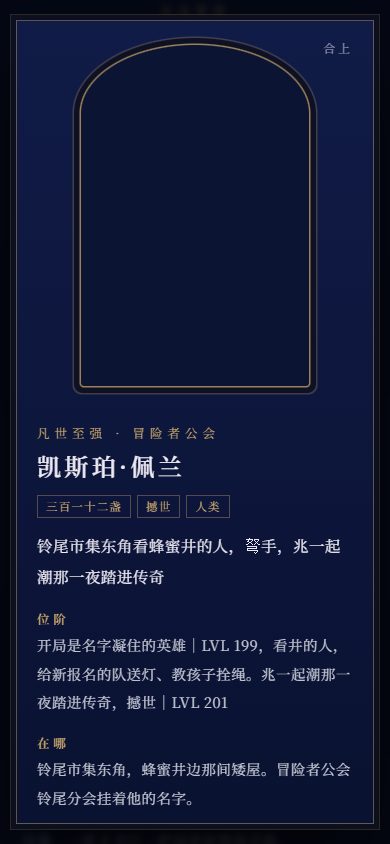 合上
凡世至强 · 冒险者公会
凯斯珀·佩兰
三百一十二盏
撼世
人类
铃尾市集东角看蜂蜜井的人，弩手，兆一起
潮那一夜踏进传奇
位阶
开局是名字凝住的英雄｜LVL 199，看井的人，
给新报名的队送灯、教孩子拴绳。兆一起潮那一
夜踏进传奇，撼世｜LVL 201
在哪
铃尾市集东角，蜂蜜井边那间矮屋。冒险者公会
铃尾分会挂着他的名字。